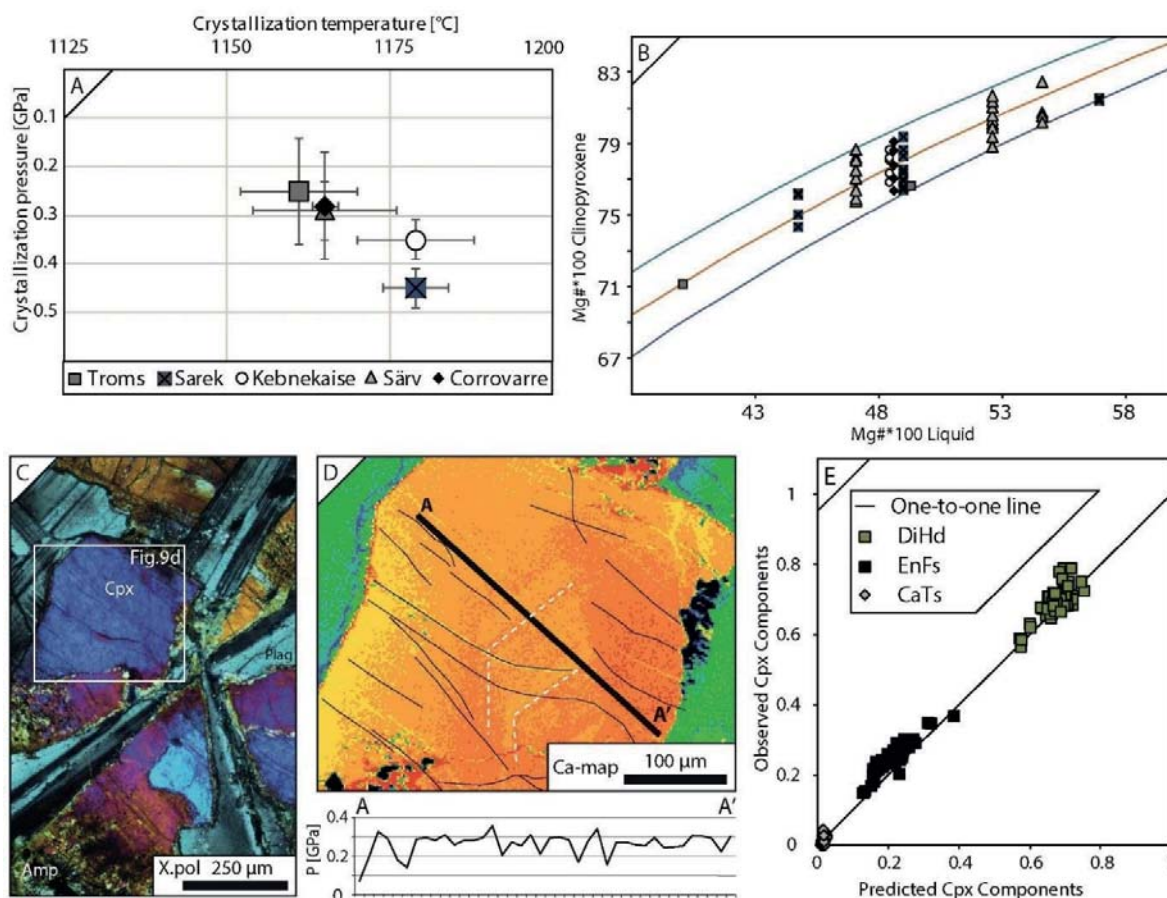 Crystallization temperature [°C]
1125 1150 1175 1200
A
Crystallization pressure [GPa]
0.1
0.2
0.3
0.4
0.5
Troms Sarek Kebnekaise Särv Corrovarre
B
Mg#*100 Clinopyroxene
83
79
75
71
67
43 48 53 58
Mg#*100 Liquid
C
Fig.9d
Cpx
Plag
Amp
X.pol 250 µm
D
A
A'
Ca-map 100 µm
A A'
P [GPa]
0.4
0.2
0
E
One-to-one line
DiHd
EnFs
CaTs
Observed Cpx Components
1
0.8
0.6
0.4
0.2
0
0 0.2 0.4 0.6 0.8 1
Predicted Cpx Components